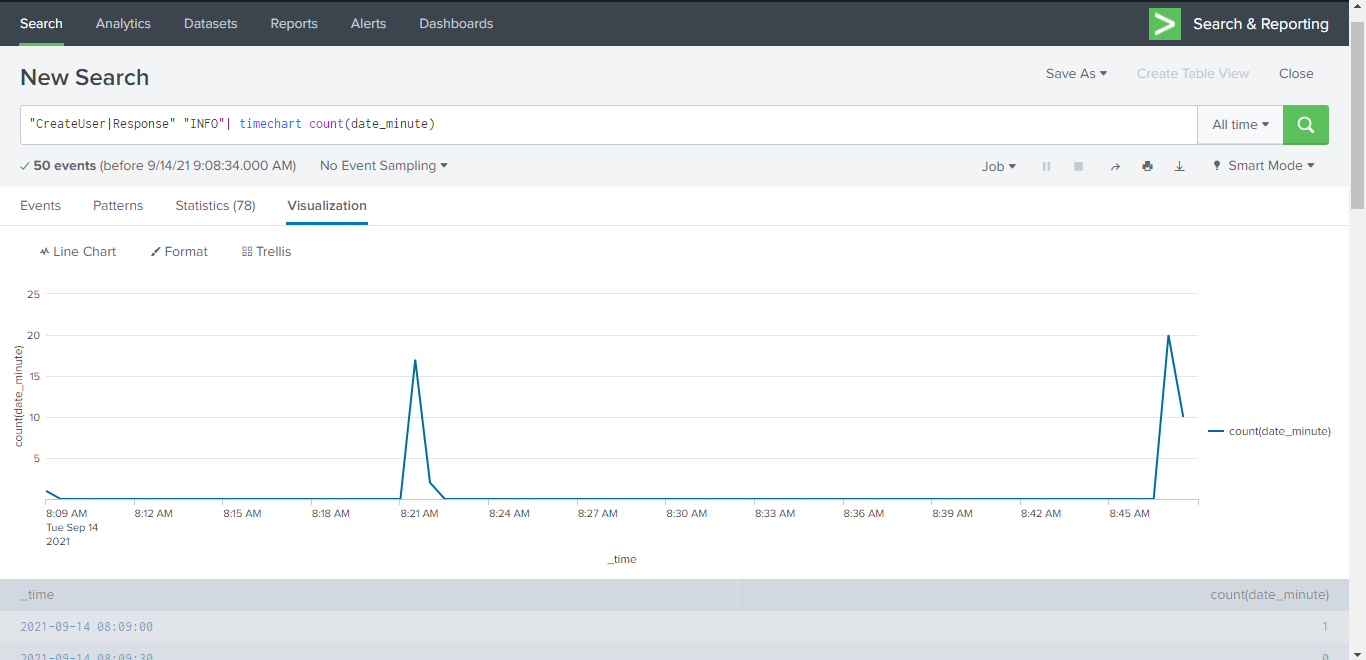 Search Analytics Datasets Reports Alerts Dashboards Search & Reporting
New Search Save As Create Table View Close
"CreateUser|Response" "INFO"| timechart count(date_minute) All time
50 events (before 9/14/21 9:08:34.000 AM) No Event Sampling Job Smart Mode
Events Patterns Statistics (78) Visualization
Line Chart Format Trellis
25
20
15
10
5
count(date_minute)
count(date_minute)
8:09 AM 8:12 AM 8:15 AM 8:18 AM 8:21 AM 8:24 AM 8:27 AM 8:30 AM 8:33 AM 8:36 AM 8:39 AM 8:42 AM 8:45 AM
Tue Sep 14
2021
_time
_time count(date_minute)
2021-09-14 08:09:00 1
2021-09-14 08:09:30 0